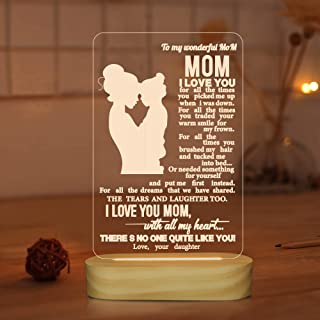 To my wonderful MoM
MOM
I LOVE YOU
for all the times
you picked me up
when I was down.
For all the times
you traded your
warm smile for
my frown.
For all the
times you
brushed my hair
and tucked me
into bed...
Or needed something
for yourself
and put me first instead.
For all the dreams that we have shared.
THE TEARS AND LAUGHTER TOO.
I LOVE YOU MOM,
with all my heart...
THERE S NO ONE QUITE LIKE YOU!
Love, your daughter